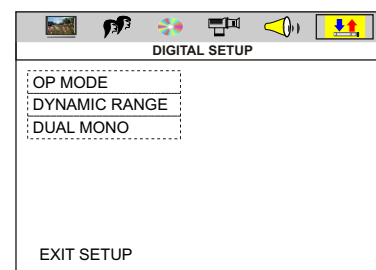 DIGITAL SETUP
OP MODE
DYNAMIC RANGE
DUAL MONO
EXIT SETUP